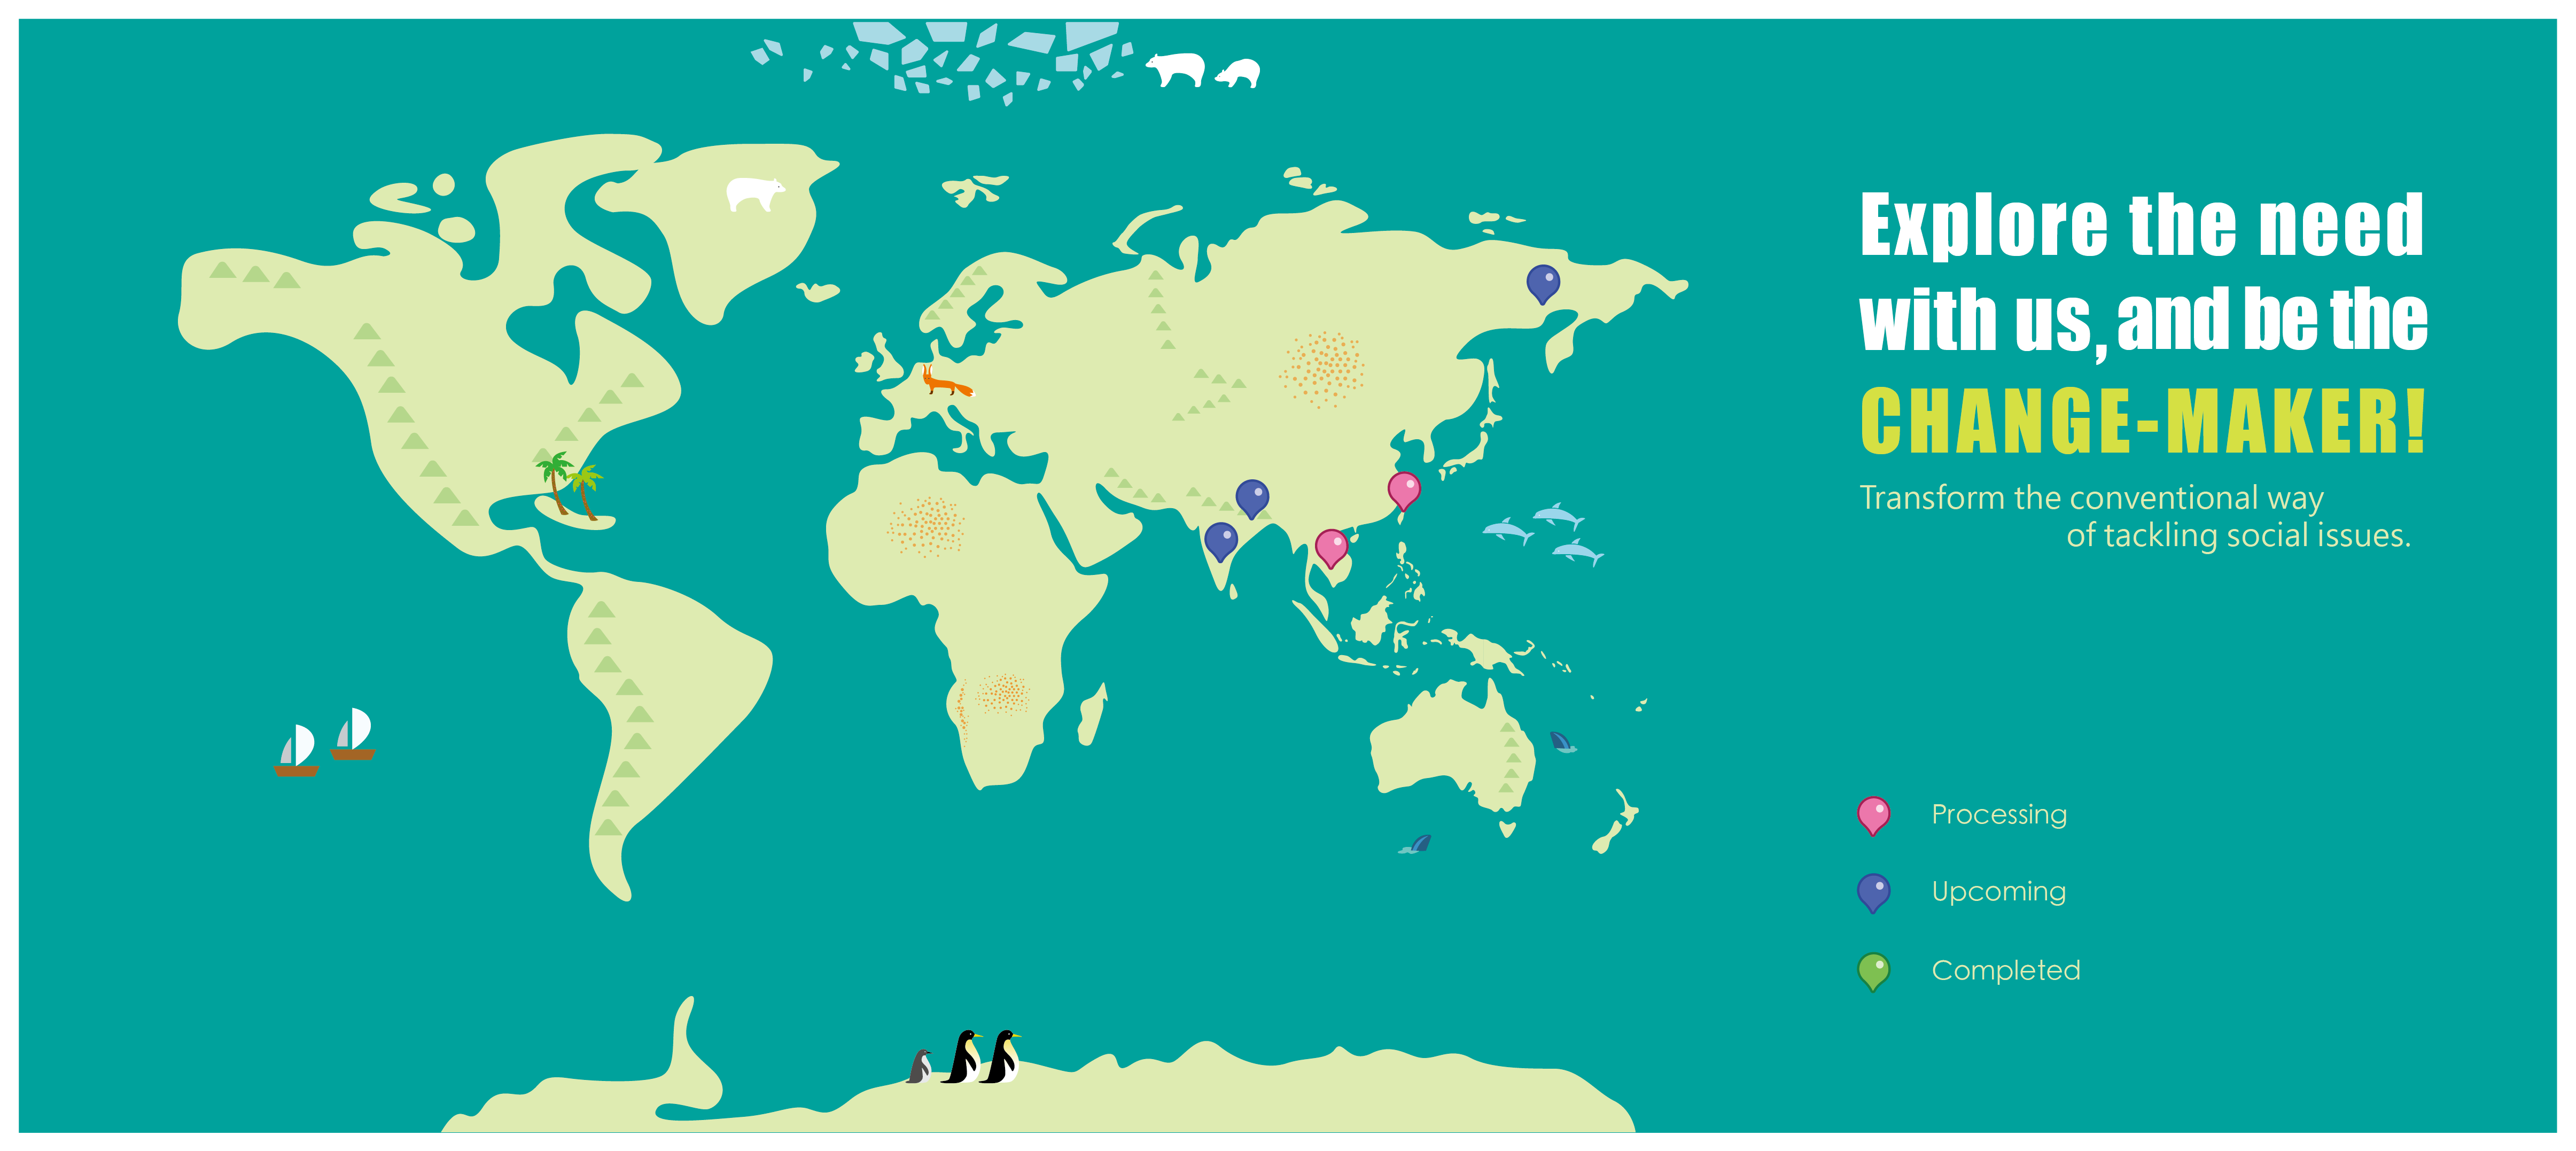 Explore the need
with us, and be the
CHANGE-MAKER!
Transform the conventional way
of tackling social issues.
Processing
Upcoming
Completed